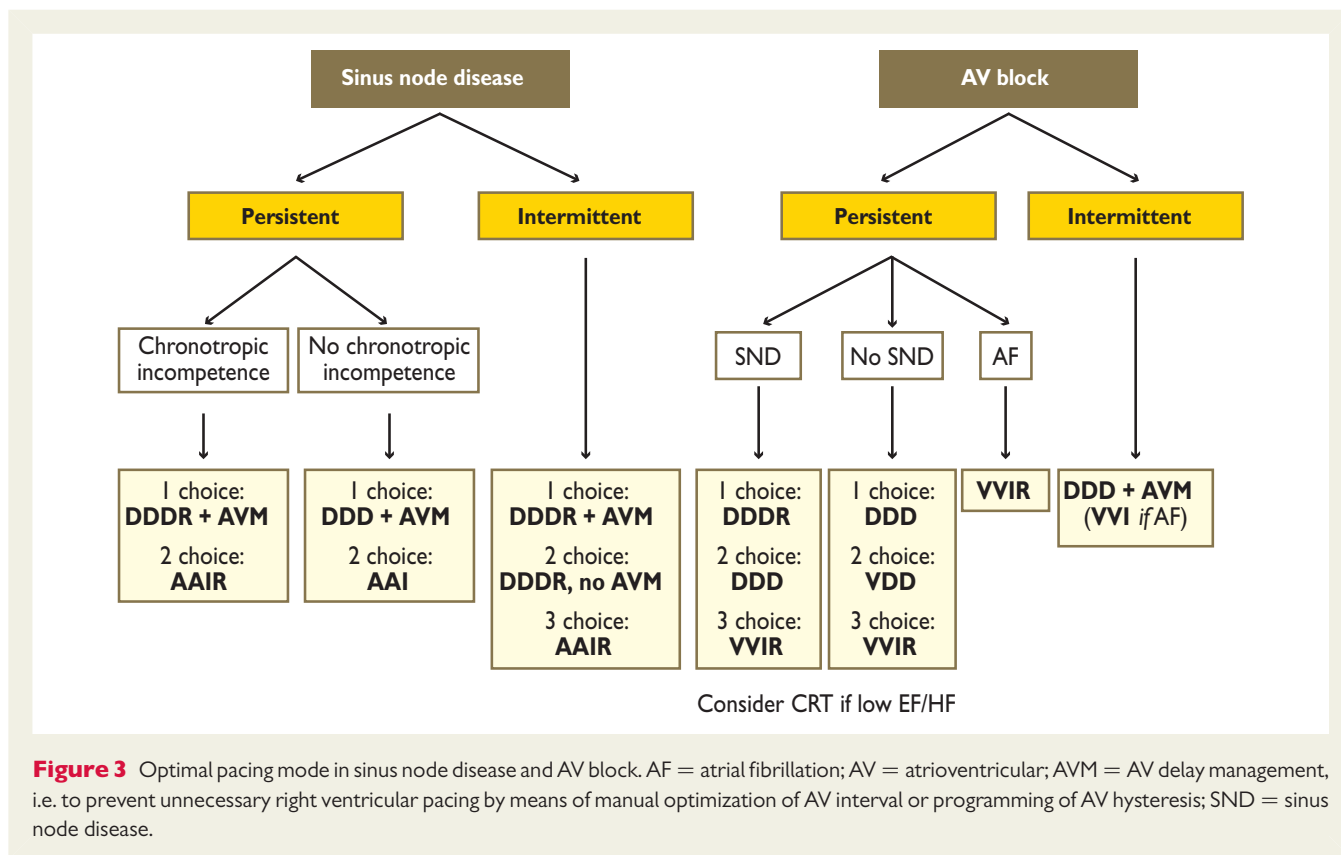 Sinus node disease
AV block
Persistent
Intermittent
Persistent
Intermittent
Chronotropic
incompetence
No chronotropic
incompetence
SND
No SND
AF
1 choice:
DDDR + AVM
2 choice:
AAIR
1 choice:
DDD + AVM
2 choice:
AAI
1 choice:
DDDR + AVM
2 choice:
DDDR, no AVM
3 choice:
AAIR
1 choice:
DDDR
2 choice:
DDD
3 choice:
VVIR
1 choice:
DDD
2 choice:
VDD
3 choice:
VVIR
VVIR
DDD + AVM
(VVI if AF)
Consider CRT if low EF/HF
Figure 3 Optimal pacing mode in sinus node disease and AV block. AF = atrial fibrillation; AV = atrioventricular; AVM = AV delay management,
i.e. to prevent unnecessary right ventricular pacing by means of manual optimization of AV interval or programming of AV hysteresis; SND = sinus
node disease.